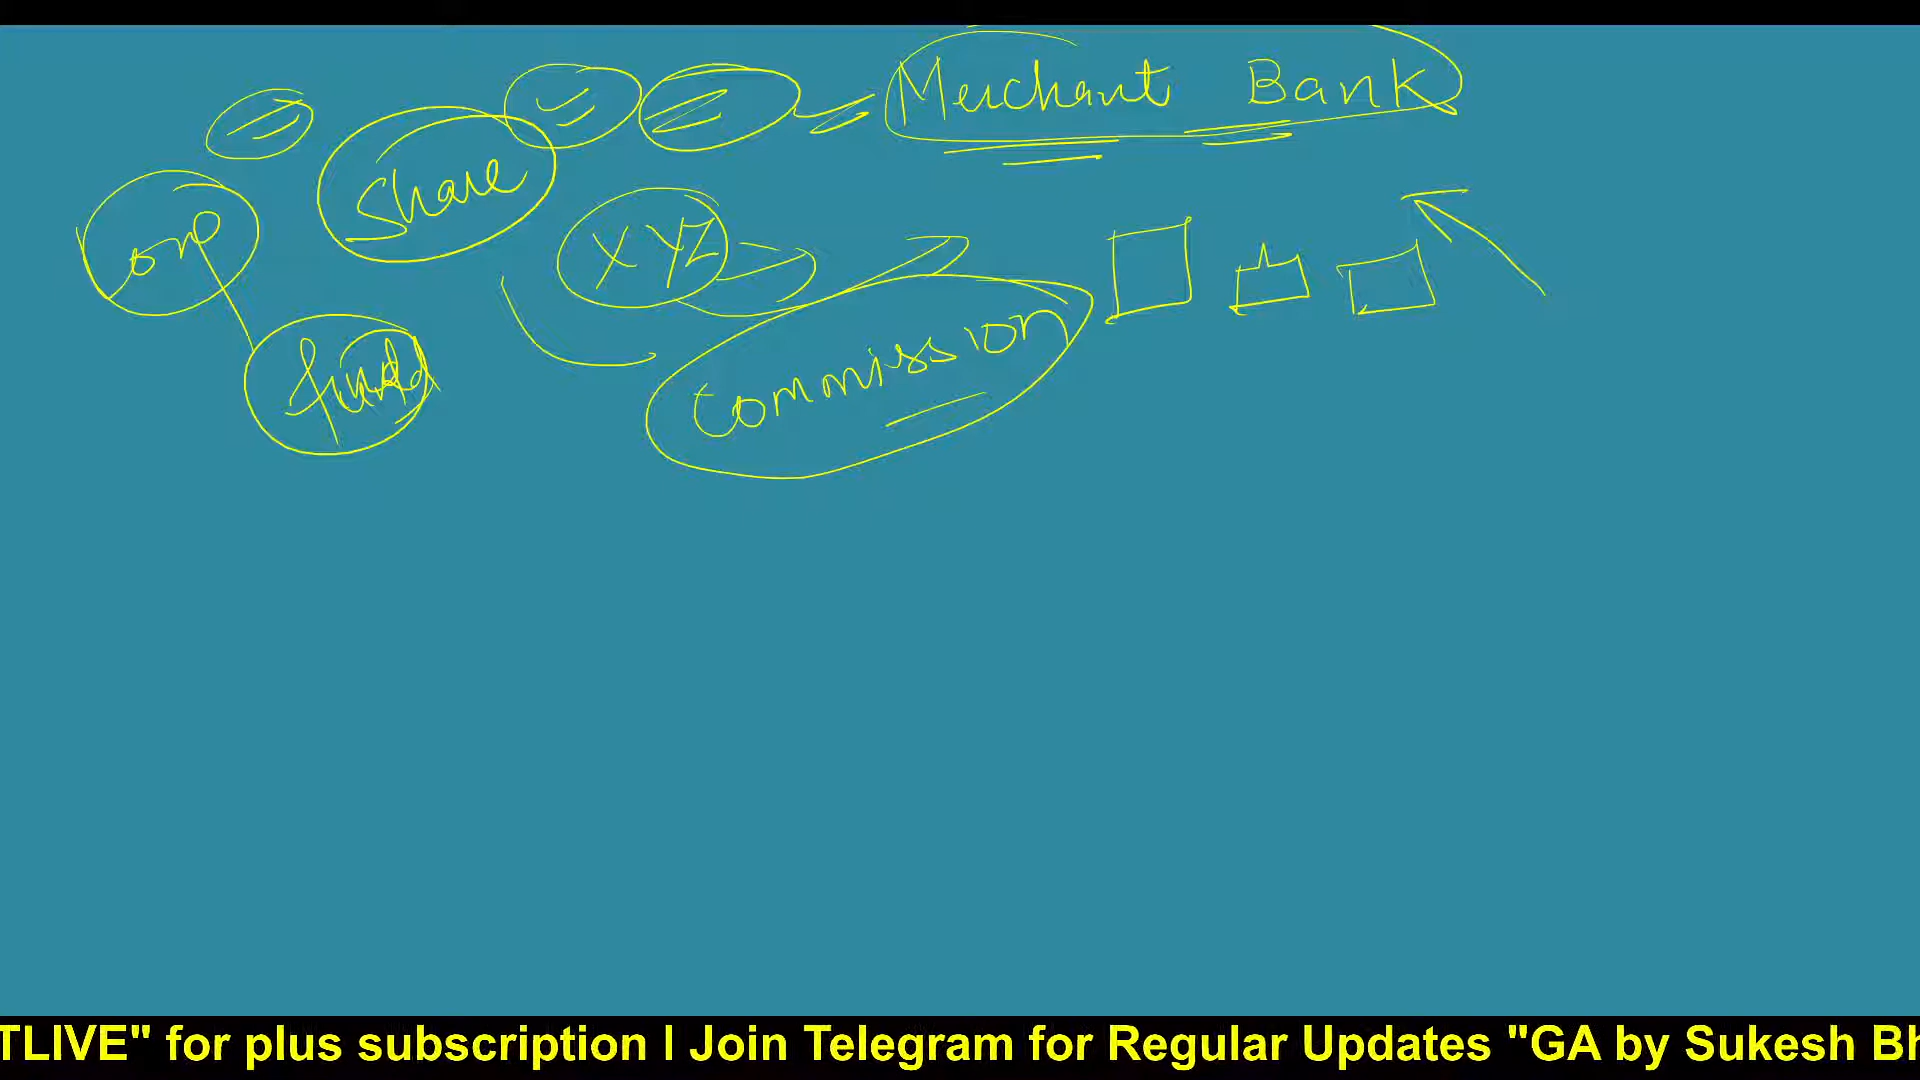 Merchant Bank
Share
XYZ
fund
Commission
TLIVE" for plus subscription I Join Telegram for Regular Updates "GA by Sukesh Bh